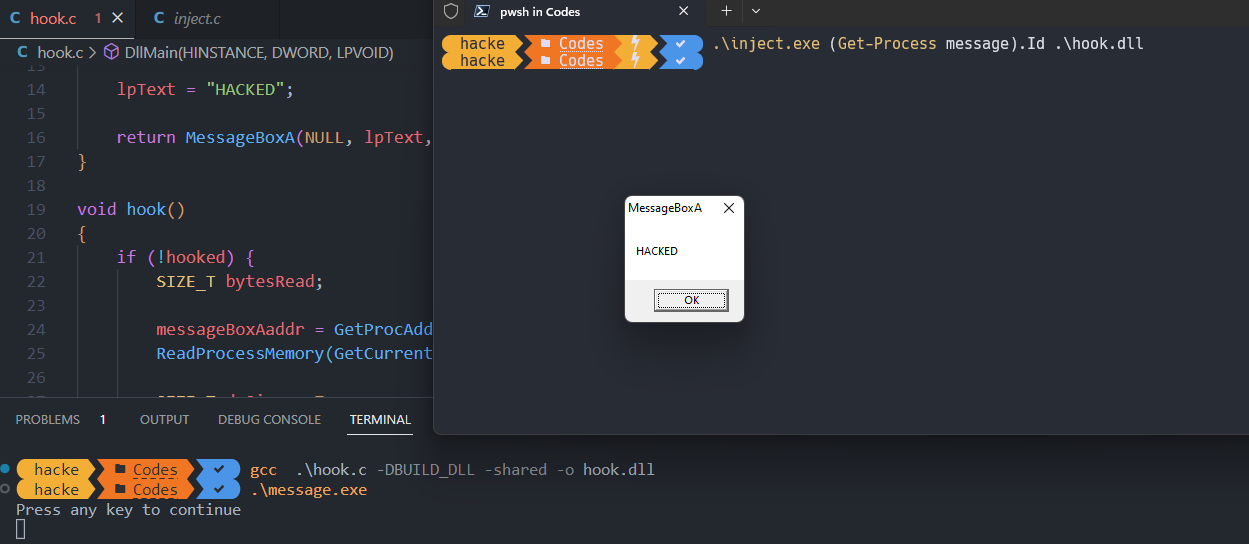 hook.c 1
inject.c
hook.c > DllMain(HINSTANCE, DWORD, LPVOID)
13
14 lpText = "HACKED";
15
16 return MessageBoxA(NULL, lpText,
17 }
18
19 void hook()
20 {
21 if (!hooked) {
22 SIZE_T bytesRead;
23
24 messageBoxAaddr = GetProcAdd
25 ReadProcessMemory(GetCurrent
26
PROBLEMS 1 OUTPUT DEBUG CONSOLE TERMINAL
hacke Codes gcc .\hook.c -DBUILD_DLL -shared -o hook.dll
hacke Codes .\message.exe
Press any key to continue
pwsh in Codes
hacke Codes .\inject.exe (Get-Process message).Id .\hook.dll
hacke Codes
MessageBoxA
HACKED
OK